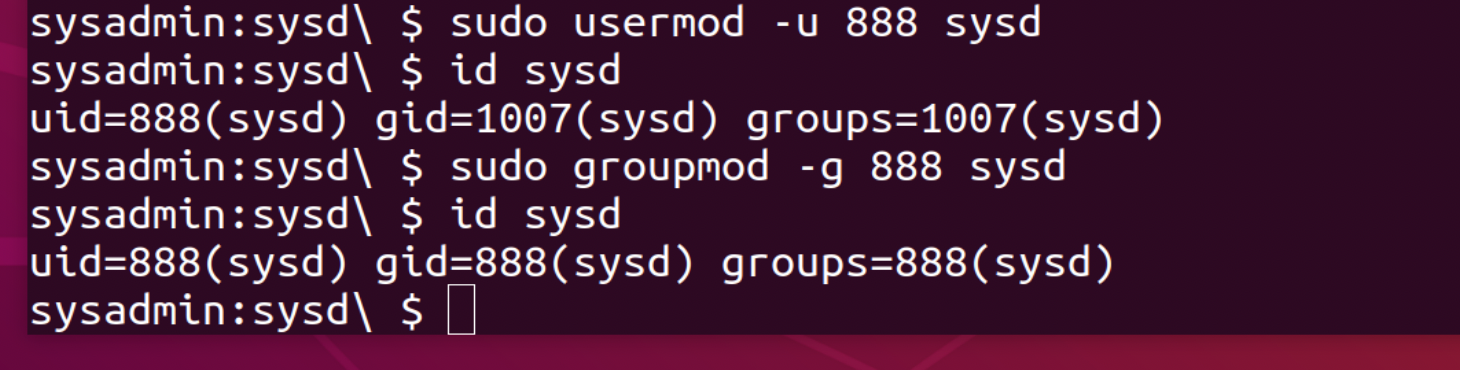 sysadmin:sysd\ $ sudo usermod -u 888 sysd
sysadmin:sysd\ $ id sysd
uid=888(sysd) gid=1007(sysd) groups=1007(sysd)
sysadmin:sysd\ $ sudo groupmod -g 888 sysd
sysadmin:sysd\ $ id sysd
uid=888(sysd) gid=888(sysd) groups=888(sysd)
sysadmin:sysd\ $